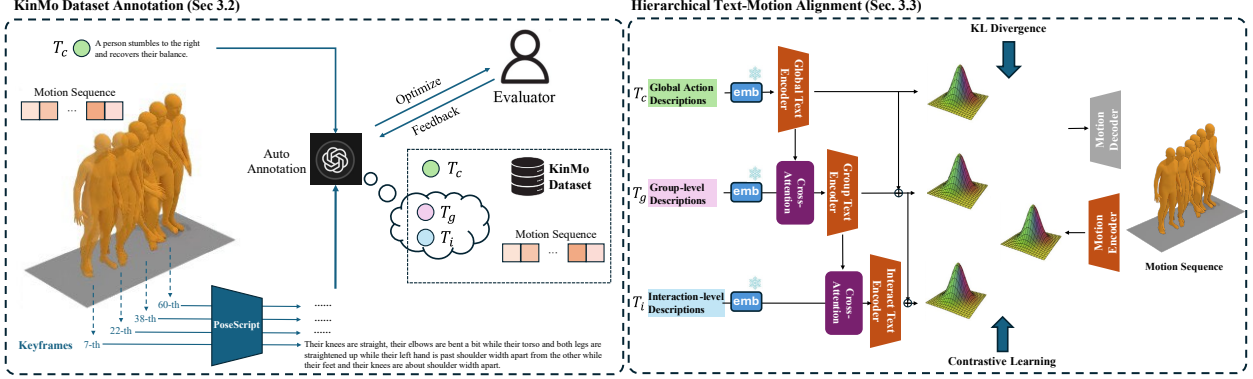 KinMo Dataset Annotation (Sec 3.2)
T_c
A person stumbles to the right
and recovers their balance.
Motion Sequence
...
Auto
Annotation
Optimize
Feedback
Evaluator
T_c
KinMo
Dataset
T_g
T_i
Motion Sequence
...
60-th
38-th
22-th
7-th
Keyframes
PoseScript
......
......
......
Their knees are straight, their elbows are bent a bit while their torso and both legs are
straightened up while their left hand is past shoulder width apart from the other while
their feet and their knees are about shoulder width apart.
Hierarchical Text-Motion Alignment (Sec. 3.3)
KL Divergence
T_c
Global Action
Descriptions
emb
Global Text
Encoder
T_g
Group-level
Descriptions
emb
Cross-
Attention
Group Text
Encoder
T_i
Interaction-level
Descriptions
emb
Cross-
Attention
Interact Text
Encoder
Motion
Decoder
Motion
Encoder
Motion Sequence
Contrastive Learning